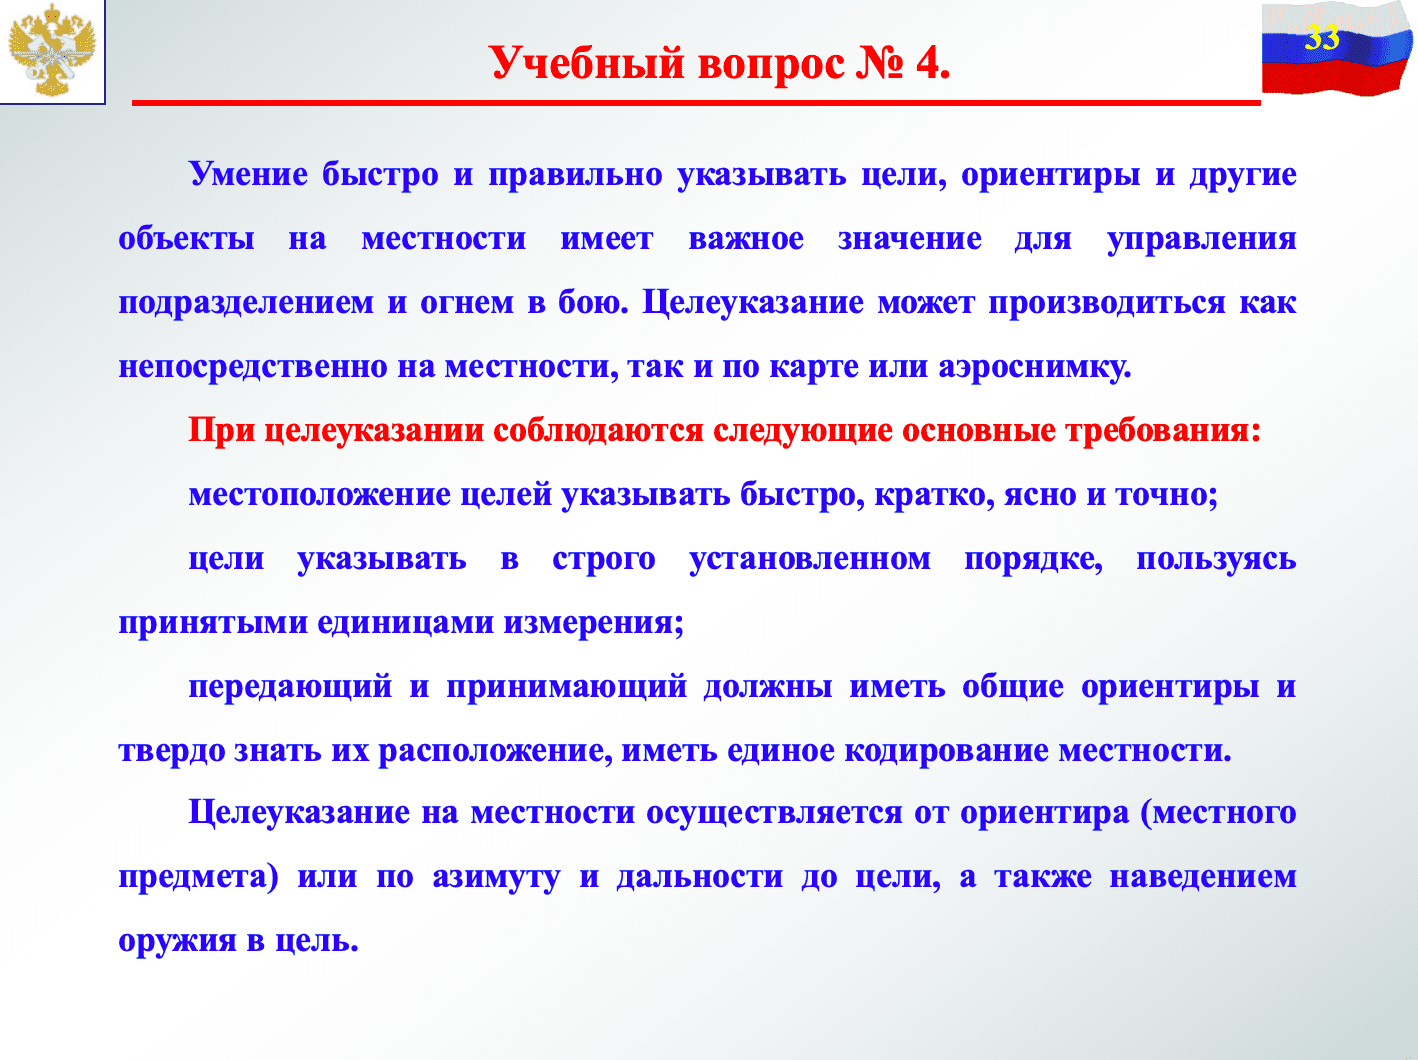 33
Учебный вопрос № 4.
Умение быстро и правильно указывать цели, ориентиры и другие
объекты на местности имеет важное значение для управления
подразделением и огнем в бою. Целеуказание может производиться как
непосредственно на местности, так и по карте или аэроснимку.
При целеуказании соблюдаются следующие основные требования:
местоположение целей указывать быстро, кратко, ясно и точно;
цели указывать в строго установленном порядке, пользуясь
принятыми единицами измерения;
передающий и принимающий должны иметь общие ориентиры и
твердо знать их расположение, иметь единое кодирование местности.
Целеуказание на местности осуществляется от ориентира (местного
предмета) или по азимуту и дальности до цели, а также наведением
оружия в цель.